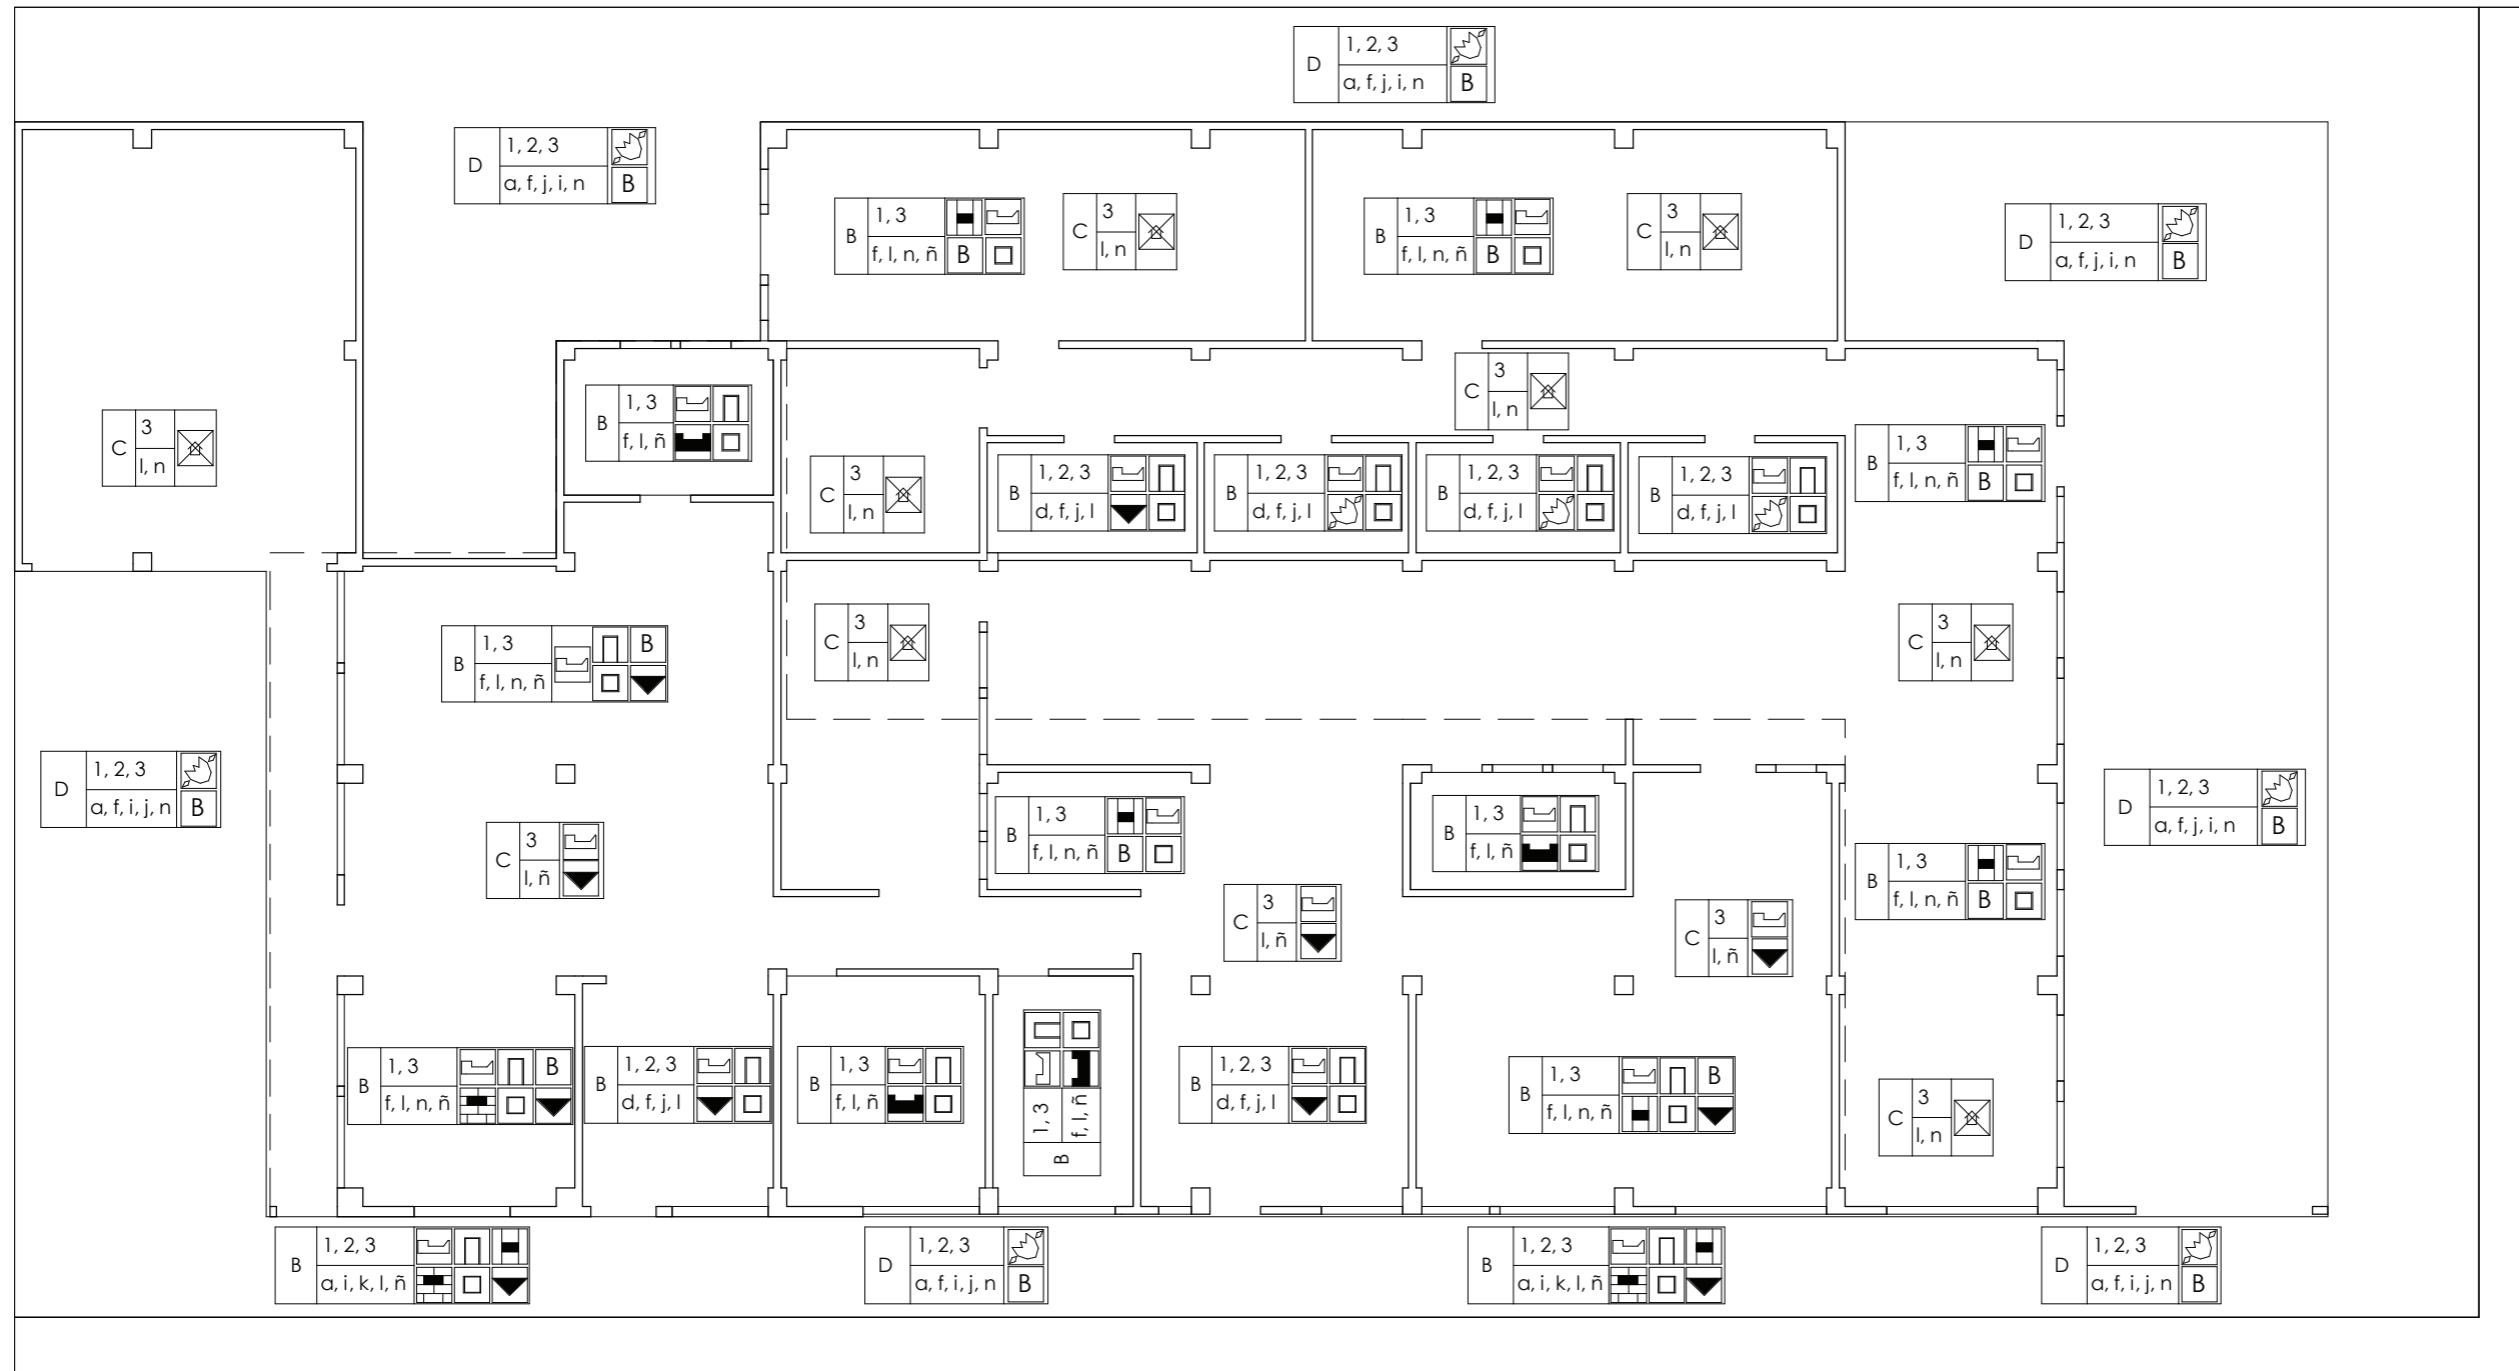 D
1, 2, 3
a, f, j, i, n
B
D
1, 2, 3
a, f, j, i, n
B
B
1, 3
f, l, n, ñ
B
C
3
l, n
B
1, 3
f, l, n, ñ
B
C
3
l, n
D
1, 2, 3
a, f, j, i, n
B
C
3
l, n
B
1, 3
f, l, ñ
C
3
l, n
C
3
l, n
B
1, 2, 3
d, f, j, l
B
1, 2, 3
d, f, j, l
B
1, 2, 3
d, f, j, l
B
1, 2, 3
d, f, j, l
B
1, 3
f, l, n, ñ
B
B
1, 3
f, l, n, ñ
B
C
3
l, n
C
3
l, n
D
1, 2, 3
a, f, i, j, n
B
C
3
l, ñ
B
1, 3
f, l, n, ñ
B
B
1, 3
f, l, ñ
C
3
l, ñ
C
3
l, ñ
B
1, 3
f, l, n, ñ
B
D
1, 2, 3
a, f, j, i, n
B
B
1, 3
f, l, n, ñ
B
B
1, 2, 3
d, f, j, l
B
1, 3
f, l, ñ
B
1, 3
f, l, ñ
B
1, 2, 3
d, f, j, l
B
1, 3
f, l, n, ñ
B
C
3
l, n
B
1, 2, 3
a, i, k, l, ñ
D
1, 2, 3
a, f, i, j, n
B
B
1, 2, 3
a, i, k, l, ñ
D
1, 2, 3
a, f, i, j, n
B